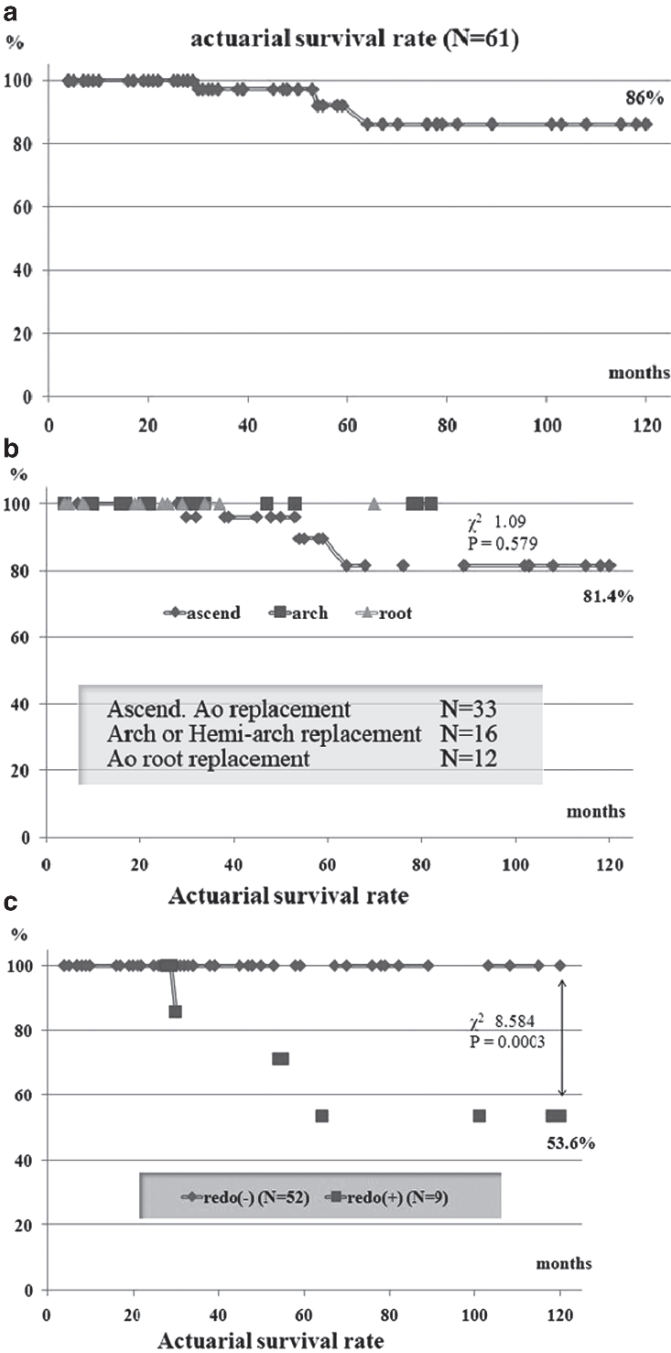 a
% actuarial survival rate (N=61)
100
86%
80
60
40
20
months
0
0 20 40 60 80 100 120
b
%
100
χ² 1.09
P = 0.579
80
81.4%
ascend arch root
60
40
Ascend. Ao replacement N=33
Arch or Hemi-arch replacement N=16
Ao root replacement N=12
20
months
0
0 20 40 60 80 100 120
Actuarial survival rate
c
%
100
χ² 8.584
P = 0.0003
80
60
53.6%
40
redo(-) (N=52) redo(+) (N=9)
20
months
0
0 20 40 60 80 100 120
Actuarial survival rate